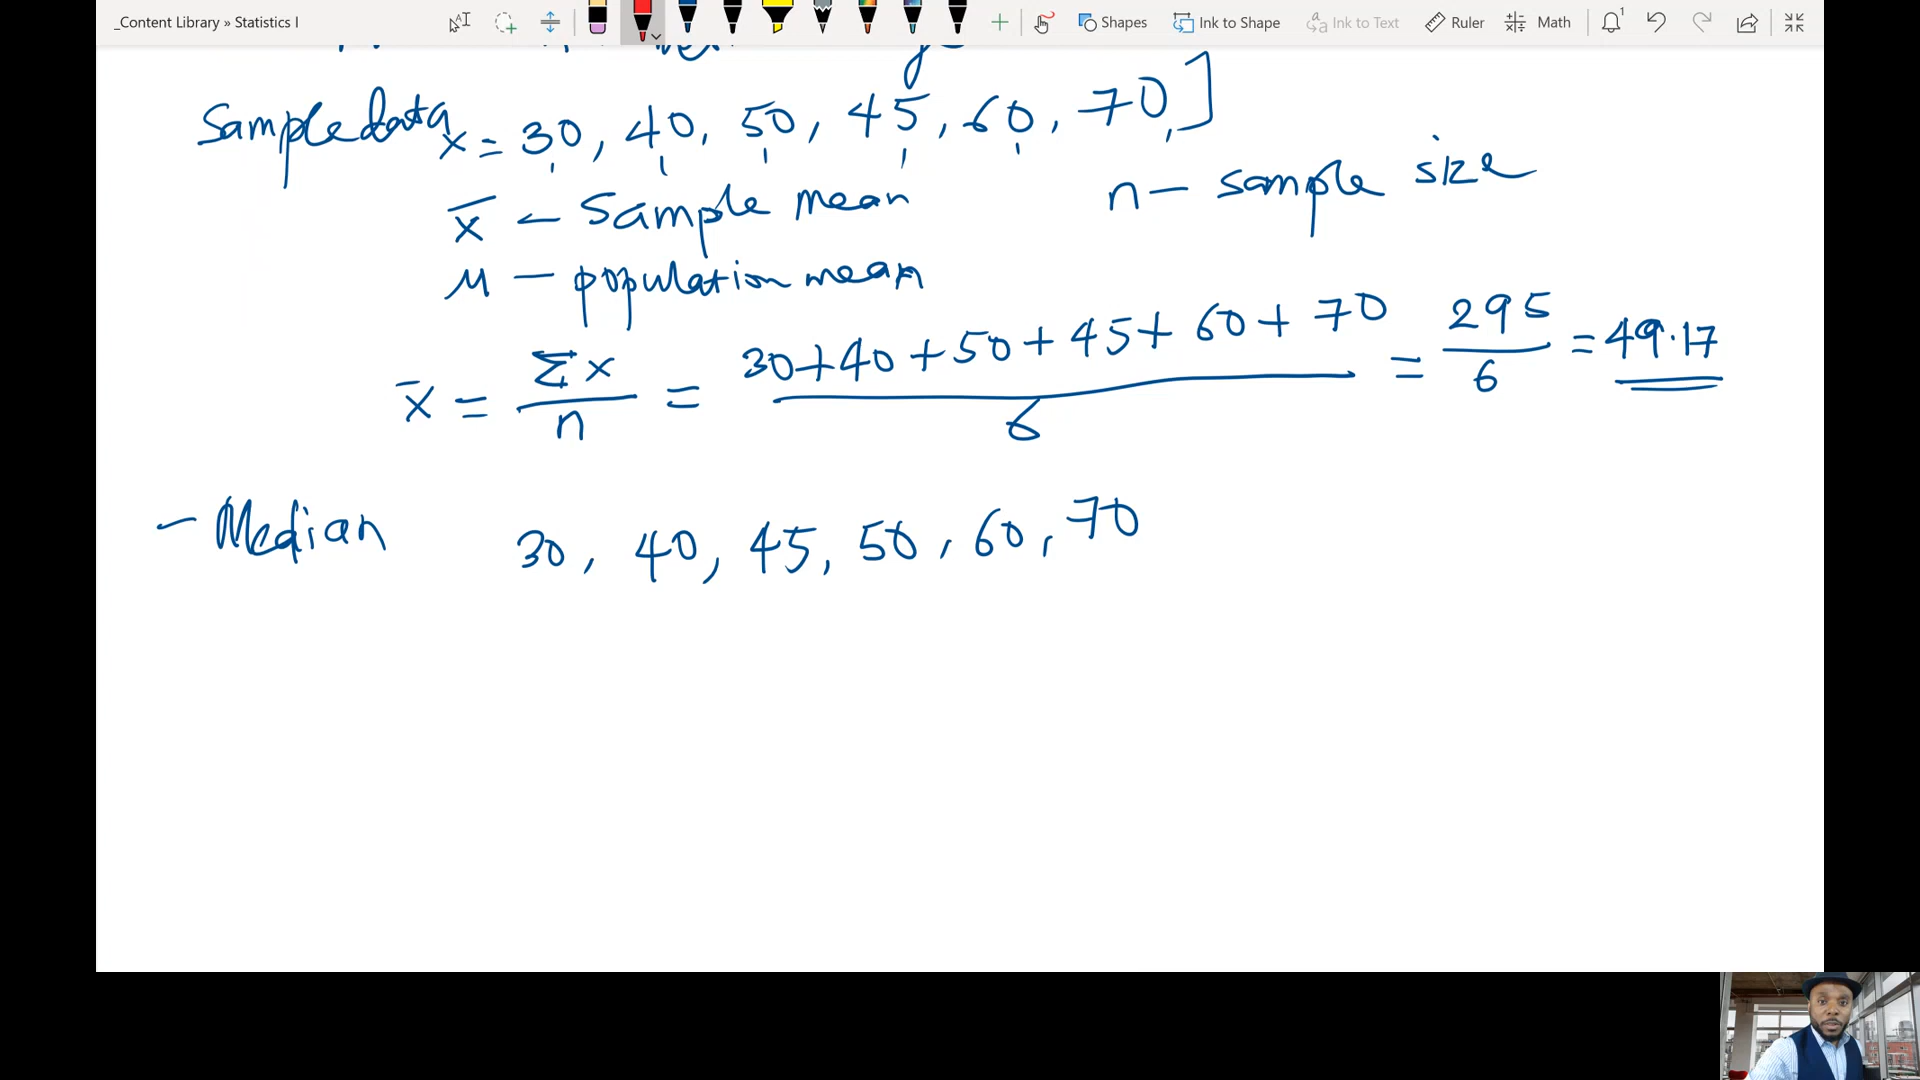 _Content Library » Statistics I
Shapes
Ink to Shape
Ink to Text
Ruler
Math
1
Sample data x = 30, 40, 50, 45, 60, 70, ]
x̄ – Sample mean
n – sample size
μ – population mean
x̄ = Σx / n = 30+40+50+45+60+70 / 6 = 295 / 6 = 49.17
– Median 30, 40, 45, 50, 60, 70